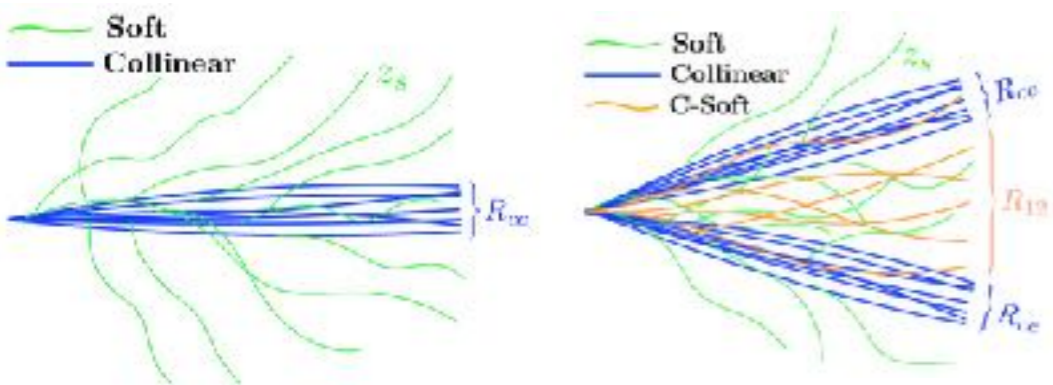 Soft
Collinear
z_s
R_cc
Soft
Collinear
C-Soft
z_s
R_cc
R_12
R_cc